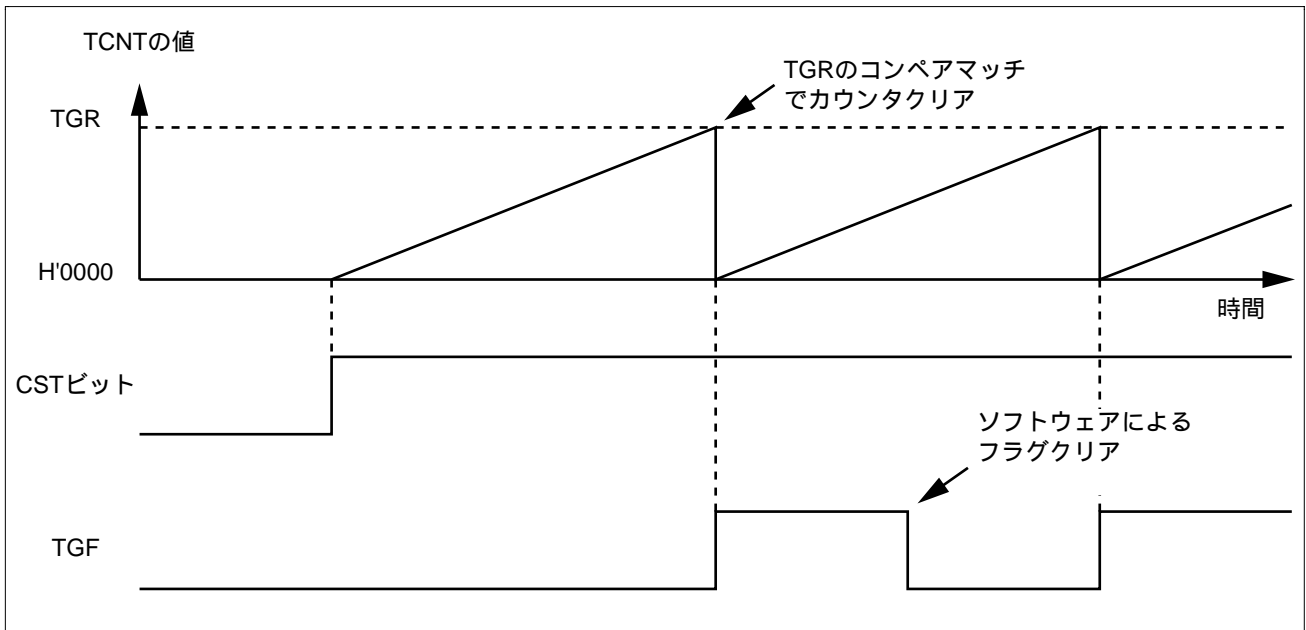 TCNTの値
TGRのコンペアマッチ
でカウンタクリア
TGR
H'0000
時間
CSTビット
ソフトウェアによる
フラグクリア
TGF